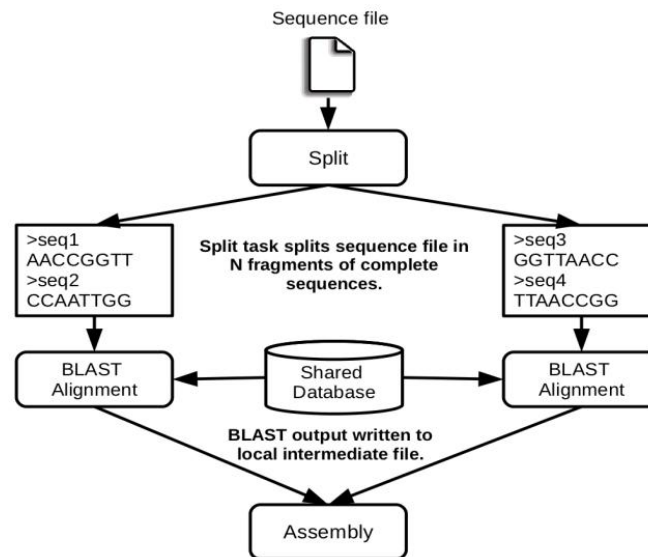 Sequence file
Split
>seq1
AACCGGTT
>seq2
CCAATTGG
Split task splits sequence file in
N fragments of complete
sequences.
>seq3
GGTTAACC
>seq4
TTAACCGG
BLAST
Alignment
Shared
Database
BLAST
Alignment
BLAST output written to
local intermediate file.
Assembly